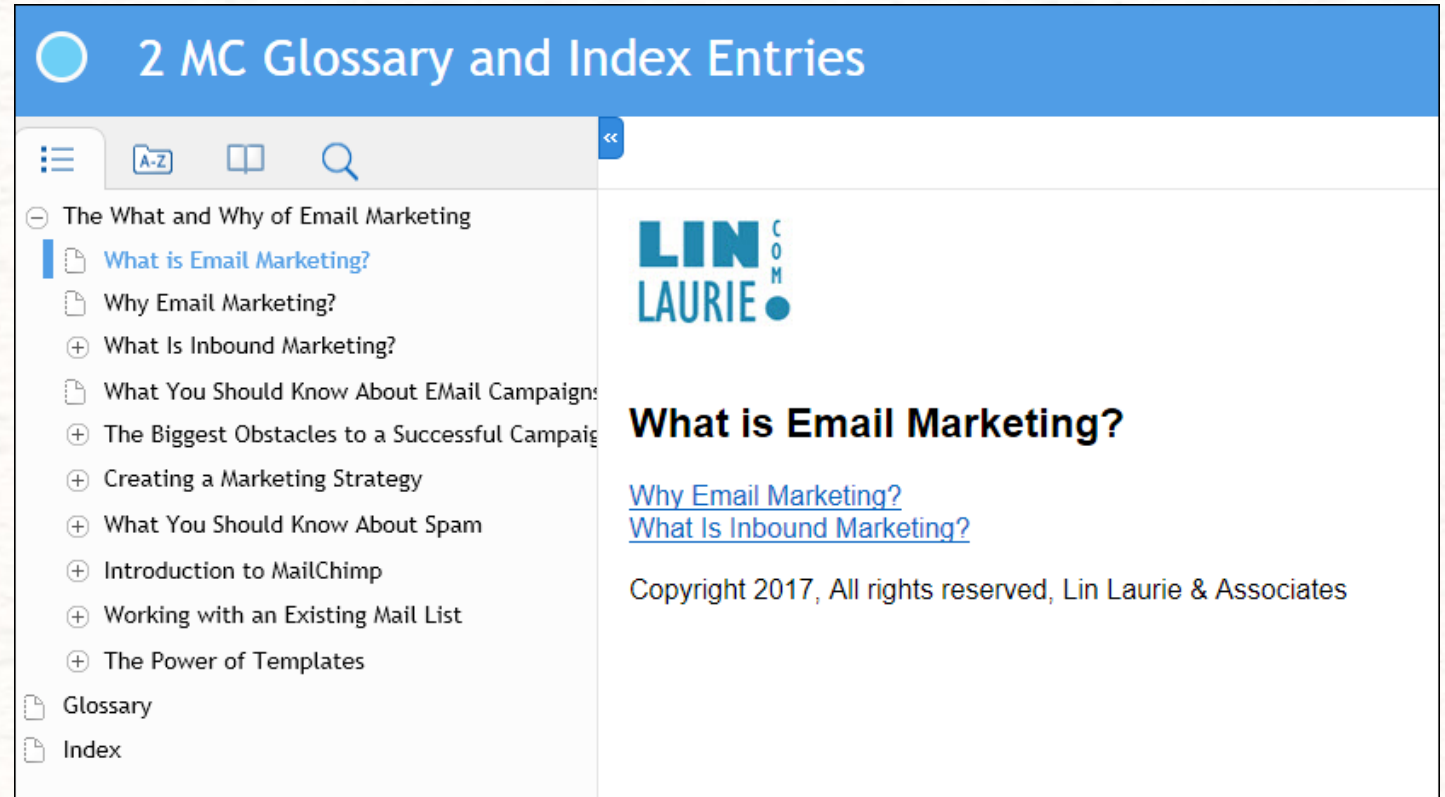 2 MC Glossary and Index Entries
A-Z
«
The What and Why of Email Marketing
What is Email Marketing?
Why Email Marketing?
What Is Inbound Marketing?
What You Should Know About EMail Campaigns
The Biggest Obstacles to a Successful Campaig
Creating a Marketing Strategy
What You Should Know About Spam
Introduction to MailChimp
Working with an Existing Mail List
The Power of Templates
Glossary
Index
LIN
COM
LAURIE
What is Email Marketing?
Why Email Marketing?
What Is Inbound Marketing?
Copyright 2017, All rights reserved, Lin Laurie & Associates